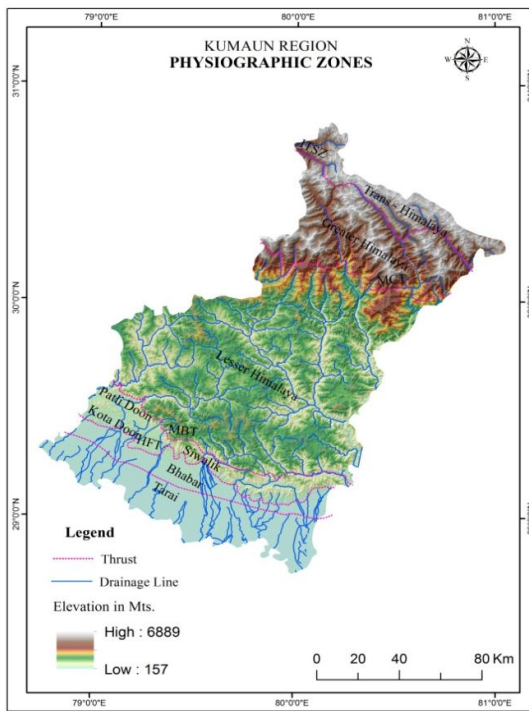 79°0'0"E 80°0'0"E 81°0'0"E
KUMAUN REGION
PHYSIOGRAPHIC ZONES
N
W E
S
31°0'0"N
ITSZ
Trans - Himalaya
Greater Himalaya
MCT
30°0'0"N
Lesser Himalaya
Patli Doon
Kota Doon
HFT
MBT
Siwalik
Bhabar
Tarai
29°0'0"N
Legend
Thrust
Drainage Line
Elevation in Mts.
High : 6889
Low : 157
0 20 40 80 Km
79°0'0"E 80°0'0"E 81°0'0"E